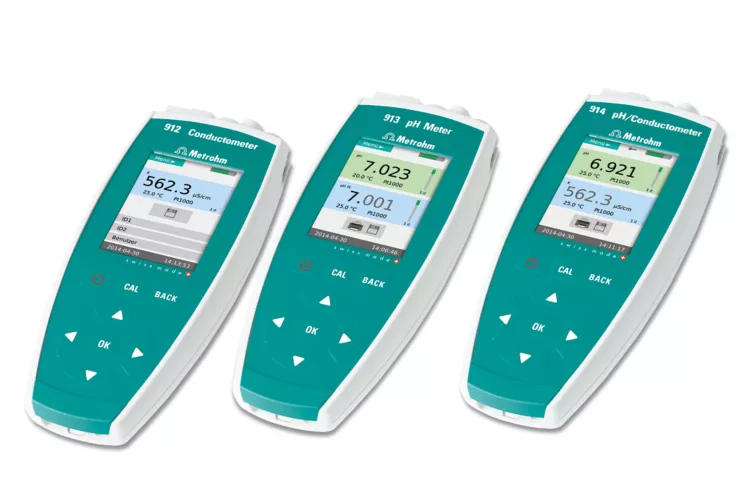 912 Conductometer
Metrohm
Menu
K
562.3 µS/cm
25.0 °C Pt1000
ID1
ID2
Benutzer
2014-04-30 14:13:53
swiss made
CAL BACK
OK
913 pH Meter
Metrohm
Menu
pH
7.023
20.0 °C Pt1000
pH
7.001
25.0 °C Pt1000
2014-04-30 14:06:46
swiss made
CAL BACK
OK
914 pH/Conductometer
Metrohm
Menu
pH
6.921
25.0 °C Pt1000
562.3 µS/cm
25.0 °C Pt1000
2014-04-30 14:11:17
swiss made
CAL BACK
OK